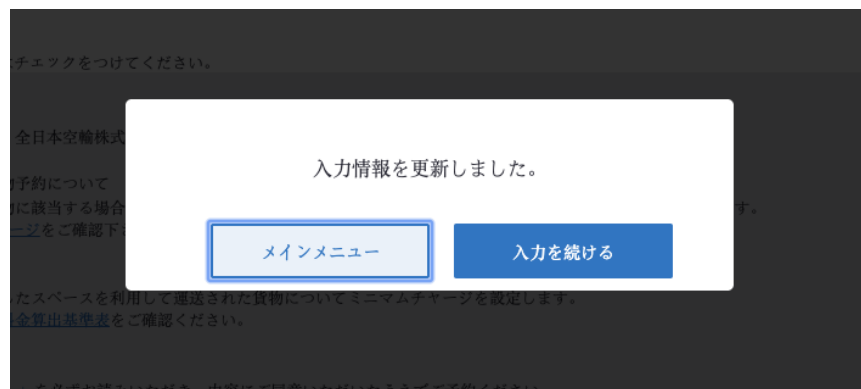 チェックをつけてください。
全日本空輸株式
入力情報を更新しました。
予約について
に該当する場合
す。
ージをご確認下
メインメニュー
入力を続ける
たスペースを利用して運送された貨物についてミニマムチャージを設定します。
金算出基準表をご確認ください。